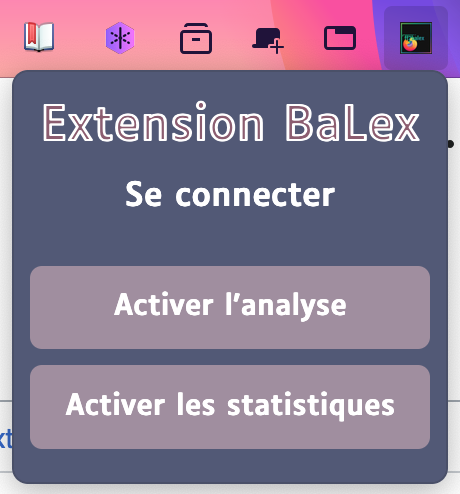 Extension BaLex
Se connecter
Activer l'analyse
Activer les statistiques